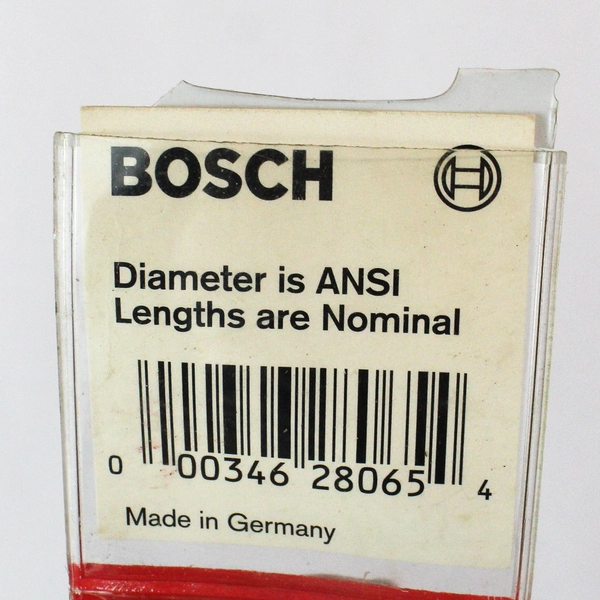 BOSCH
Diameter is ANSI
Lengths are Nominal
0 00346 28065 4
Made in Germany